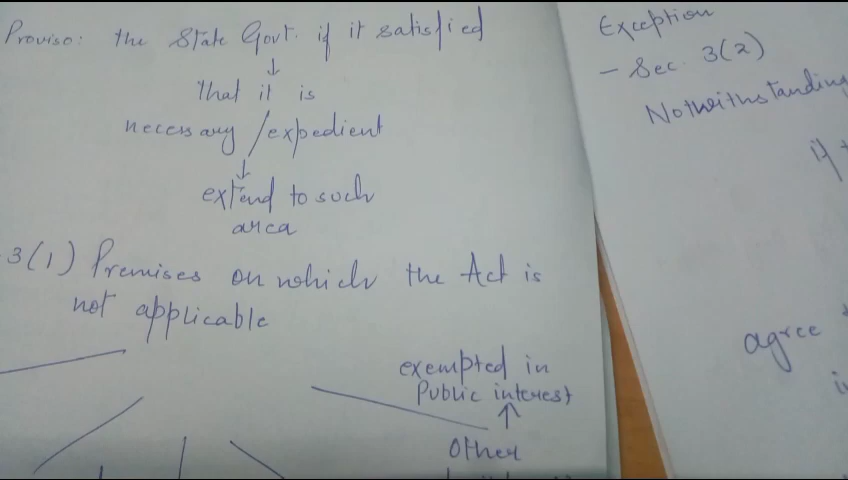 Proviso: the State Govt. if it satisfied
↓
that it is
necessary / expedient
↓
extend to such
area
3(1) Premises on which the Act is
not applicable
exempted in
Public interest
↑
Other
Exception
- Sec. 3(2)
Notwithstanding
if
agree